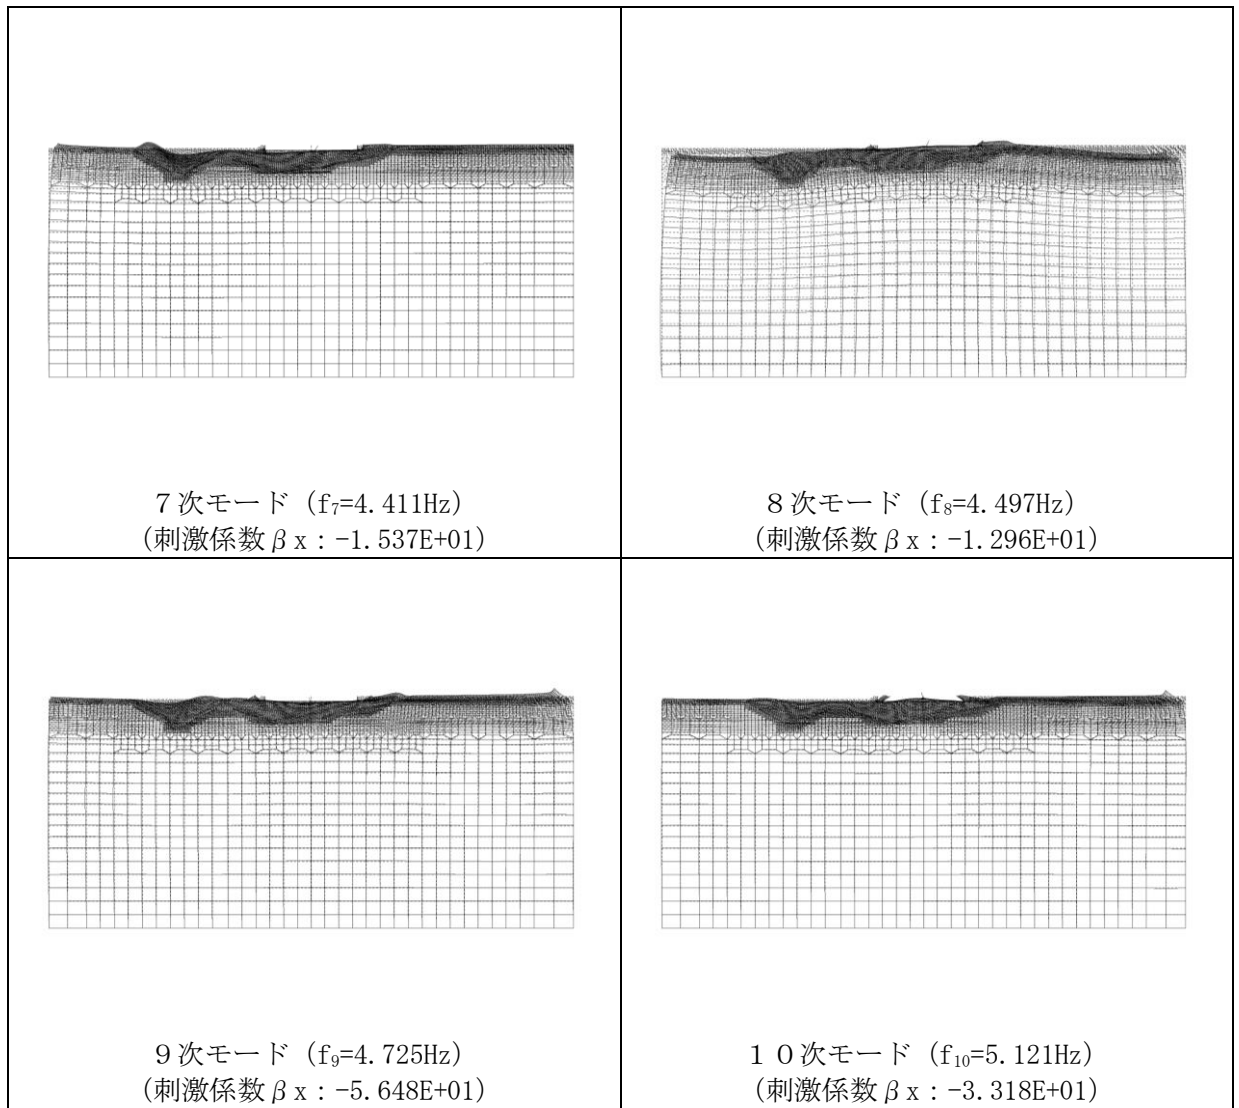 7次モード（f₇=4.411Hz）
（刺激係数βx：-1.537E+01）
8次モード（f₈=4.497Hz）
（刺激係数βx：-1.296E+01）
9次モード（f₉=4.725Hz）
（刺激係数βx：-5.648E+01）
10次モード（f₁₀=5.121Hz）
（刺激係数βx：-3.318E+01）